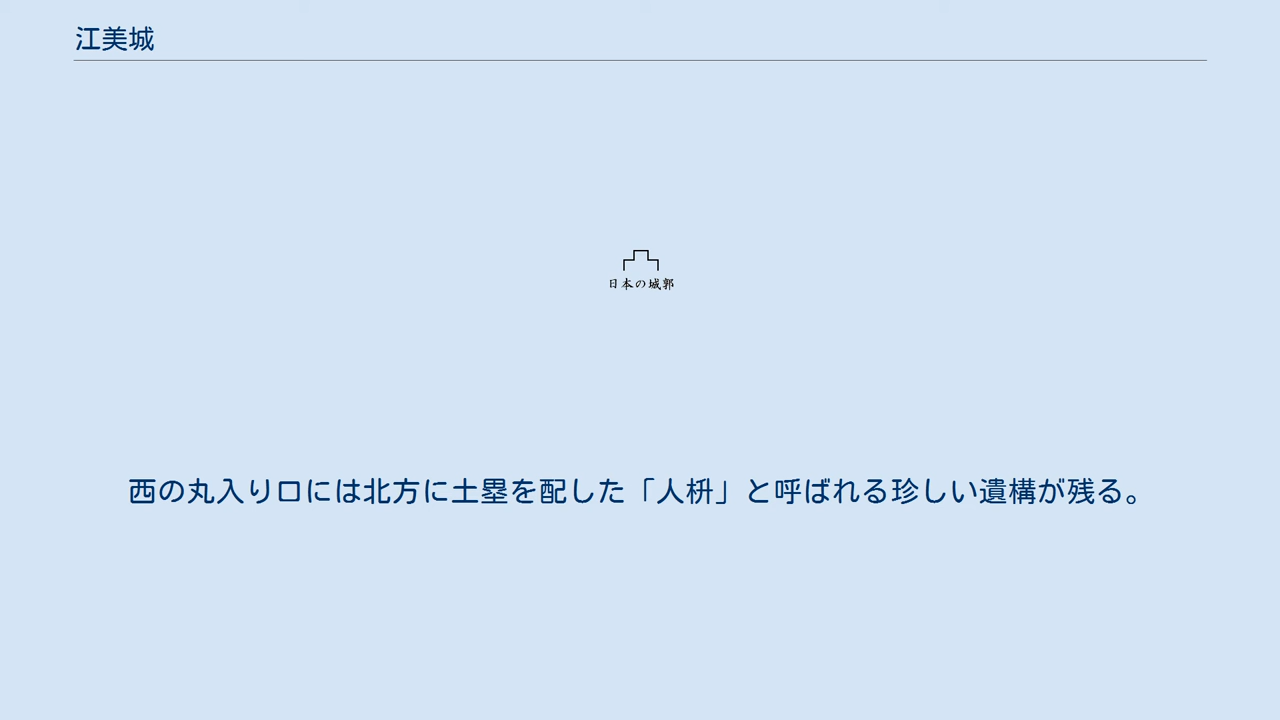 江美城
日本の城郭
西の丸入り口には北方に土塁を配した「人枡」と呼ばれる珍しい遺構が残る。